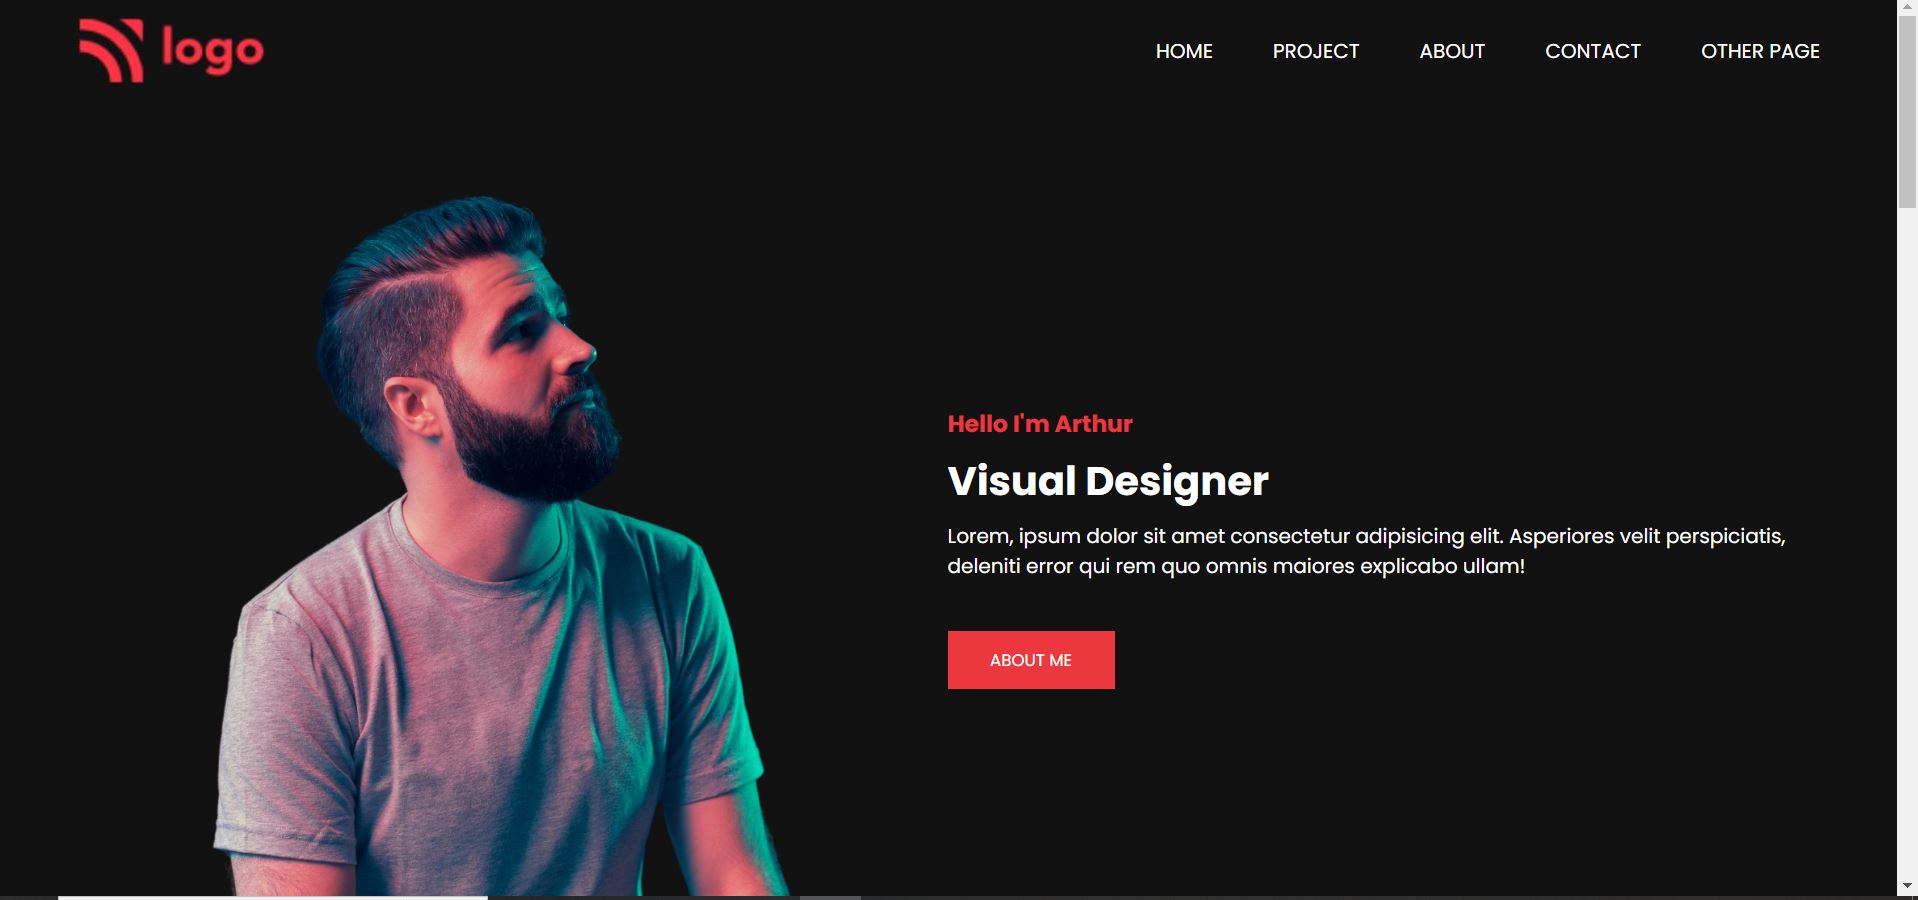 logo
HOME PROJECT ABOUT CONTACT OTHER PAGE
Hello I'm Arthur
Visual Designer
Lorem, ipsum dolor sit amet consectetur adipisicing elit. Asperiores velit perspiciatis,
deleniti error qui rem quo omnis maiores explicabo ullam!
ABOUT ME